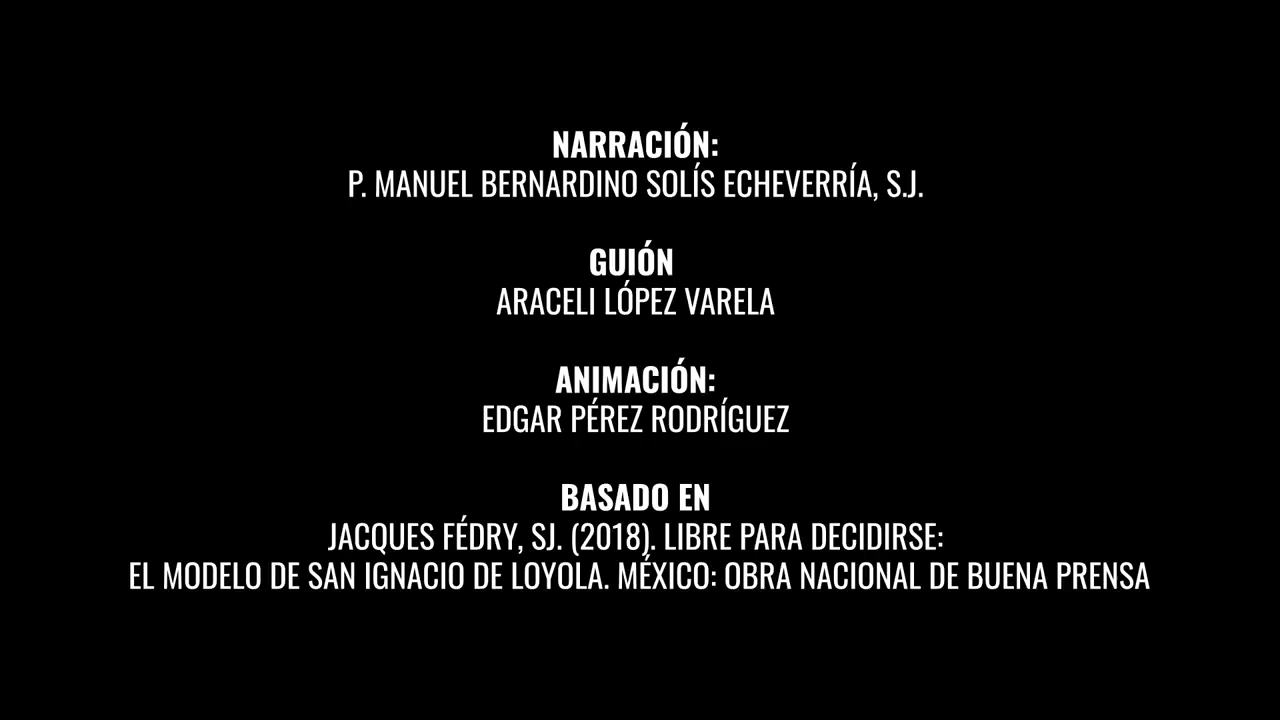 NARRACIÓN:
P. MANUEL BERNARDINO SOLÍS ECHEVERRÍA, S.J.
GUIÓN
ARACELI LÓPEZ VARELA
ANIMACIÓN:
EDGAR PÉREZ RODRÍGUEZ
BASADO EN
JACQUES FÉDRY, SJ. (2018). LIBRE PARA DECIDIRSE:
EL MODELO DE SAN IGNACIO DE LOYOLA. MÉXICO: OBRA NACIONAL DE BUENA PRENSA